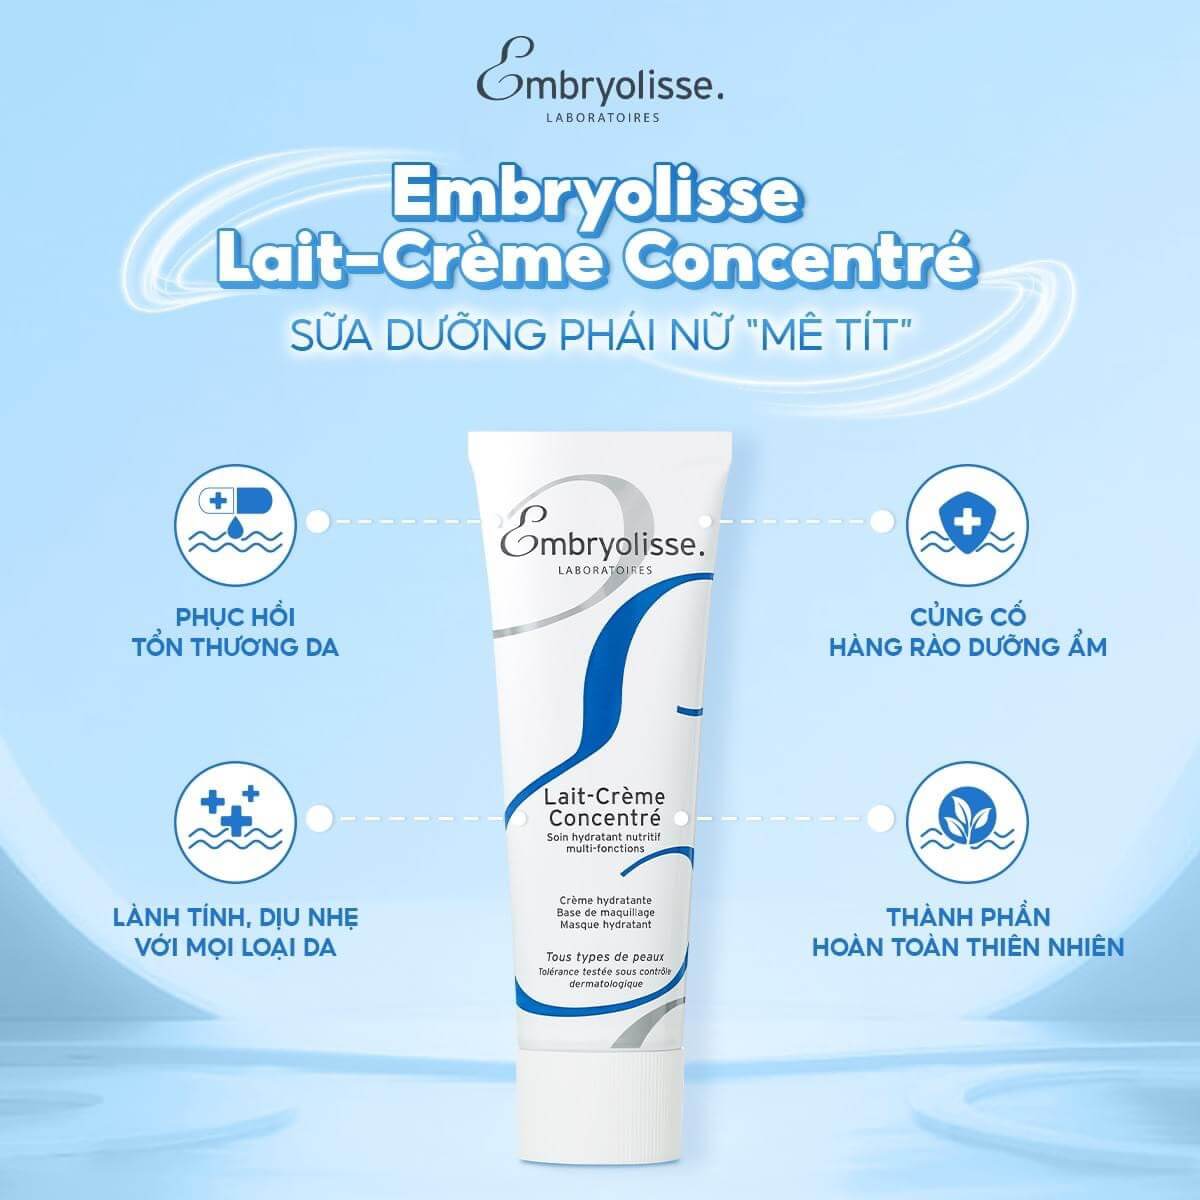 Embryolisse.
LABORATOIRES
Embryolisse
Lait-Crème Concentré
SỮA DƯỠNG PHÁI NỮ "MÊ TÍT"
PHỤC HỒI
TỔN THƯƠNG DA
CỦNG CỐ
HÀNG RÀO DƯỠNG ẨM
LÀNH TÍNH, DỊU NHẸ
VỚI MỌI LOẠI DA
THÀNH PHẦN
HOÀN TOÀN THIÊN NHIÊN
Embryolisse.
LABORATOIRES
Lait-Crème
Concentré
Soin hydratant nutritif
multi-fonctions
Crème hydratante
Base de maquillage
Masque hydratant
Tous types de peaux
Tolérance testée sous contrôle
dermatologique